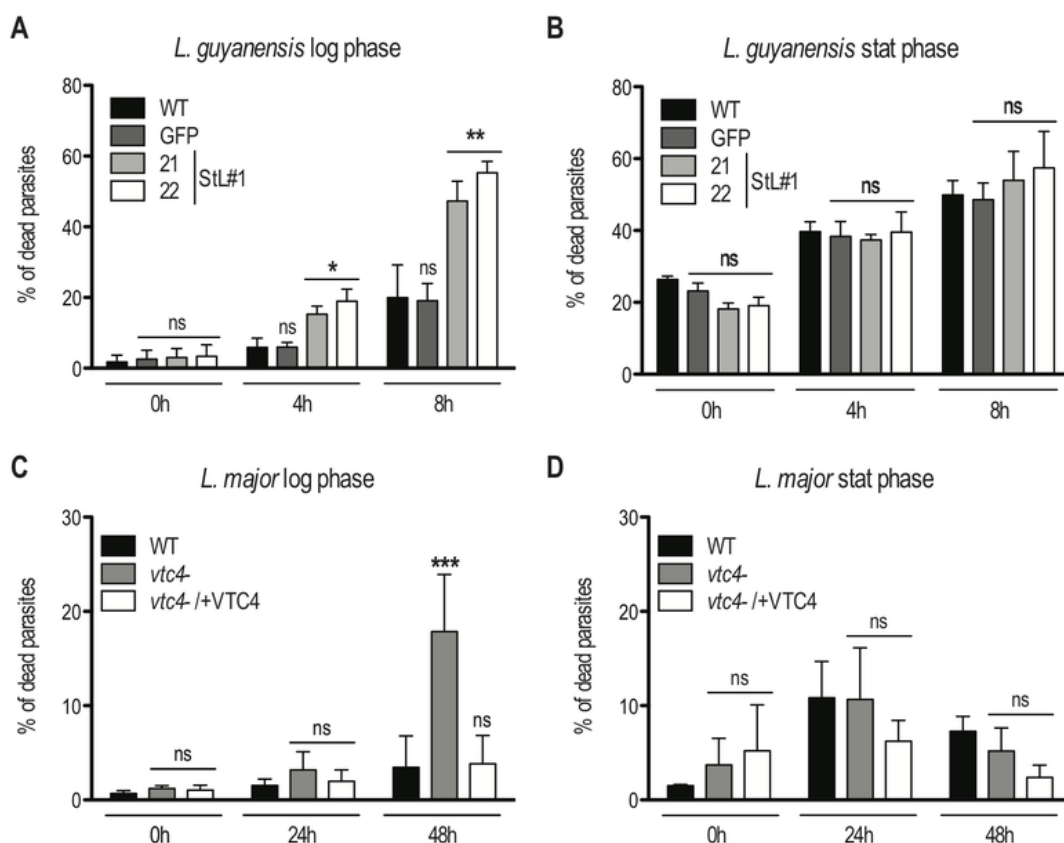 A
L. guyanensis log phase
% of dead parasites
80
60
40
20
0
WT
GFP
21
22
StL#1
ns
ns
*
ns
**
0h
4h
8h
B
L. guyanensis stat phase
% of dead parasites
80
60
40
20
0
WT
GFP
21
22
StL#1
ns
ns
ns
0h
4h
8h
C
L. major log phase
% of dead parasites
30
20
10
0
WT
vtc4-
vtc4- /+VTC4
ns
ns
***
ns
0h
24h
48h
D
L. major stat phase
% of dead parasites
30
20
10
0
WT
vtc4-
vtc4- /+VTC4
ns
ns
ns
0h
24h
48h